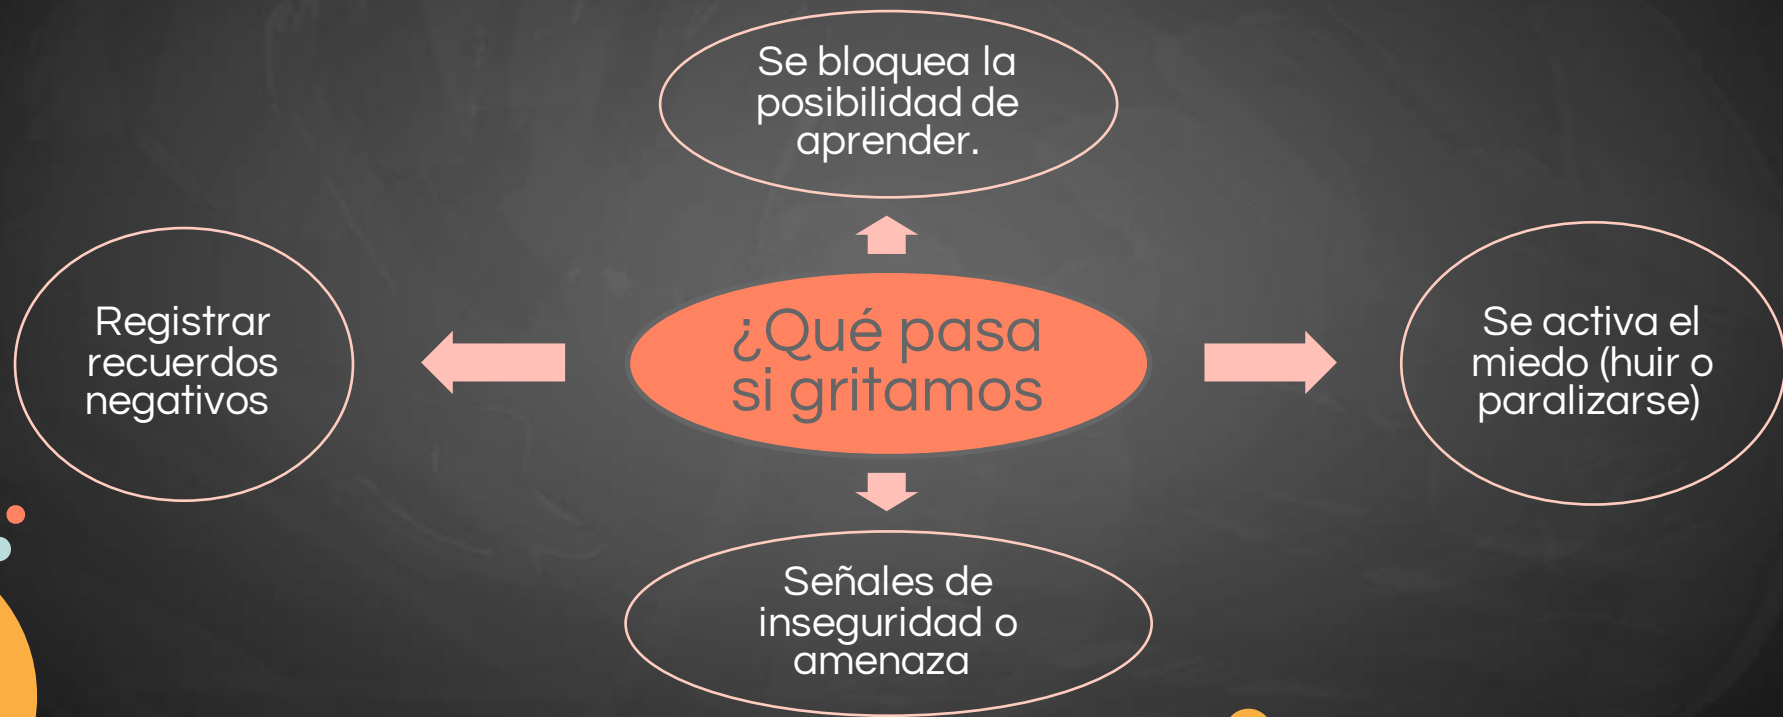 Se bloquea la
posibilidad de
aprender.
Registrar
recuerdos
negativos
¿Qué pasa
si gritamos
Se activa el
miedo (huir o
paralizarse)
Señales de
inseguridad o
amenaza